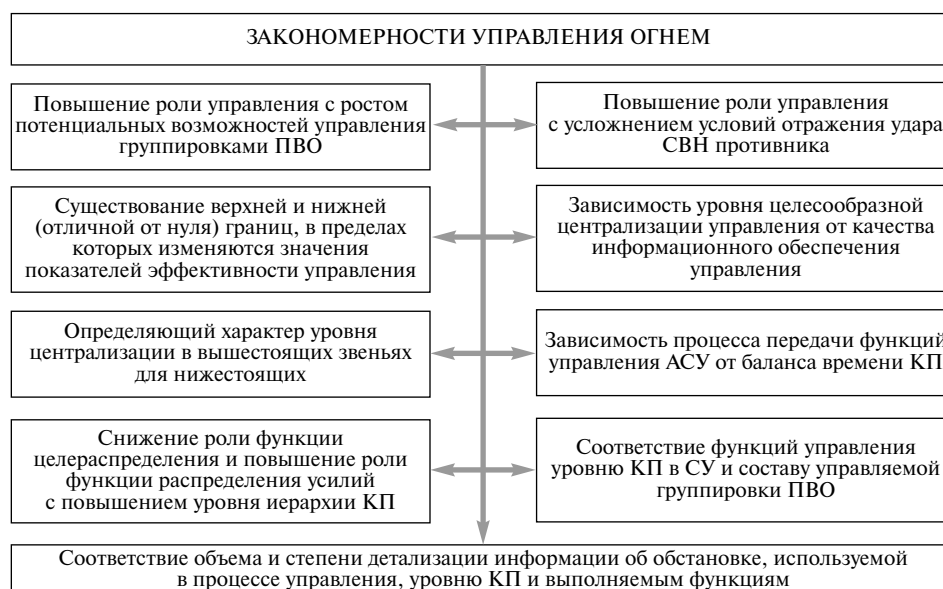 ЗАКОНОМЕРНОСТИ УПРАВЛЕНИЯ ОГНЕМ
Повышение роли управления с ростом
потенциальных возможностей управления
группировками ПВО
Повышение роли управления
с усложнением условий отражения удара
СВН противника
Существование верхней и нижней
(отличной от нуля) границ, в пределах
которых изменяются значения
показателей эффективности управления
Зависимость уровня целесообразной
централизации управления от качества
информационного обеспечения
управления
Определяющий характер уровня
централизации в вышестоящих звеньях
для нижестоящих
Зависимость процесса передачи функций
управления АСУ от баланса времени КП
Снижение роли функции
целераспределения и повышение роли
функции распределения усилий
с повышением уровня иерархии КП
Соответствие функций управления
уровню КП в СУ и составу управляемой
группировки ПВО
Соответствие объема и степени детализации информации об обстановке, используемой
в процессе управления, уровню КП и выполняемым функциям